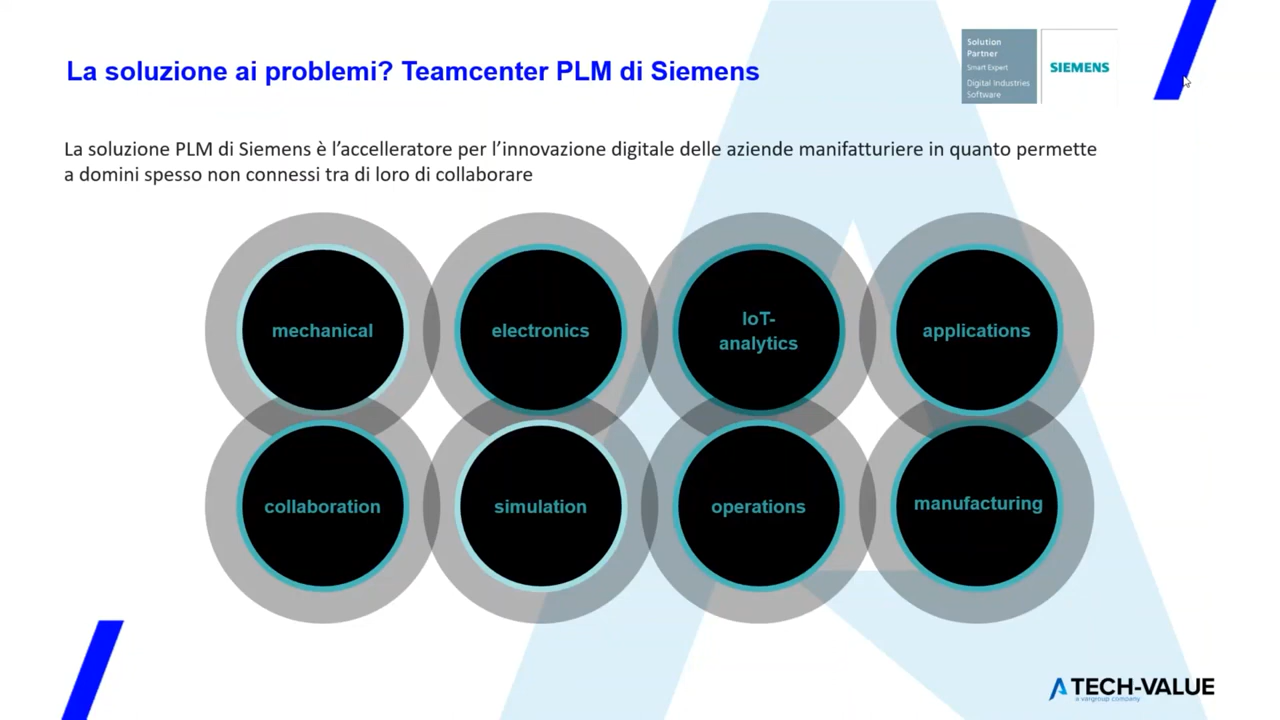 La soluzione ai problemi? Teamcenter PLM di Siemens
Solution
Partner
Smart Expert
Digital Industries
Software
SIEMENS
La soluzione PLM di Siemens è l’accelleratore per l’innovazione digitale delle aziende manifatturiere in quanto permette
a domini spesso non connessi tra di loro di collaborare
mechanical
electronics
IoT-
analytics
applications
collaboration
simulation
operations
manufacturing
TECH-VALUE
a vargroup company